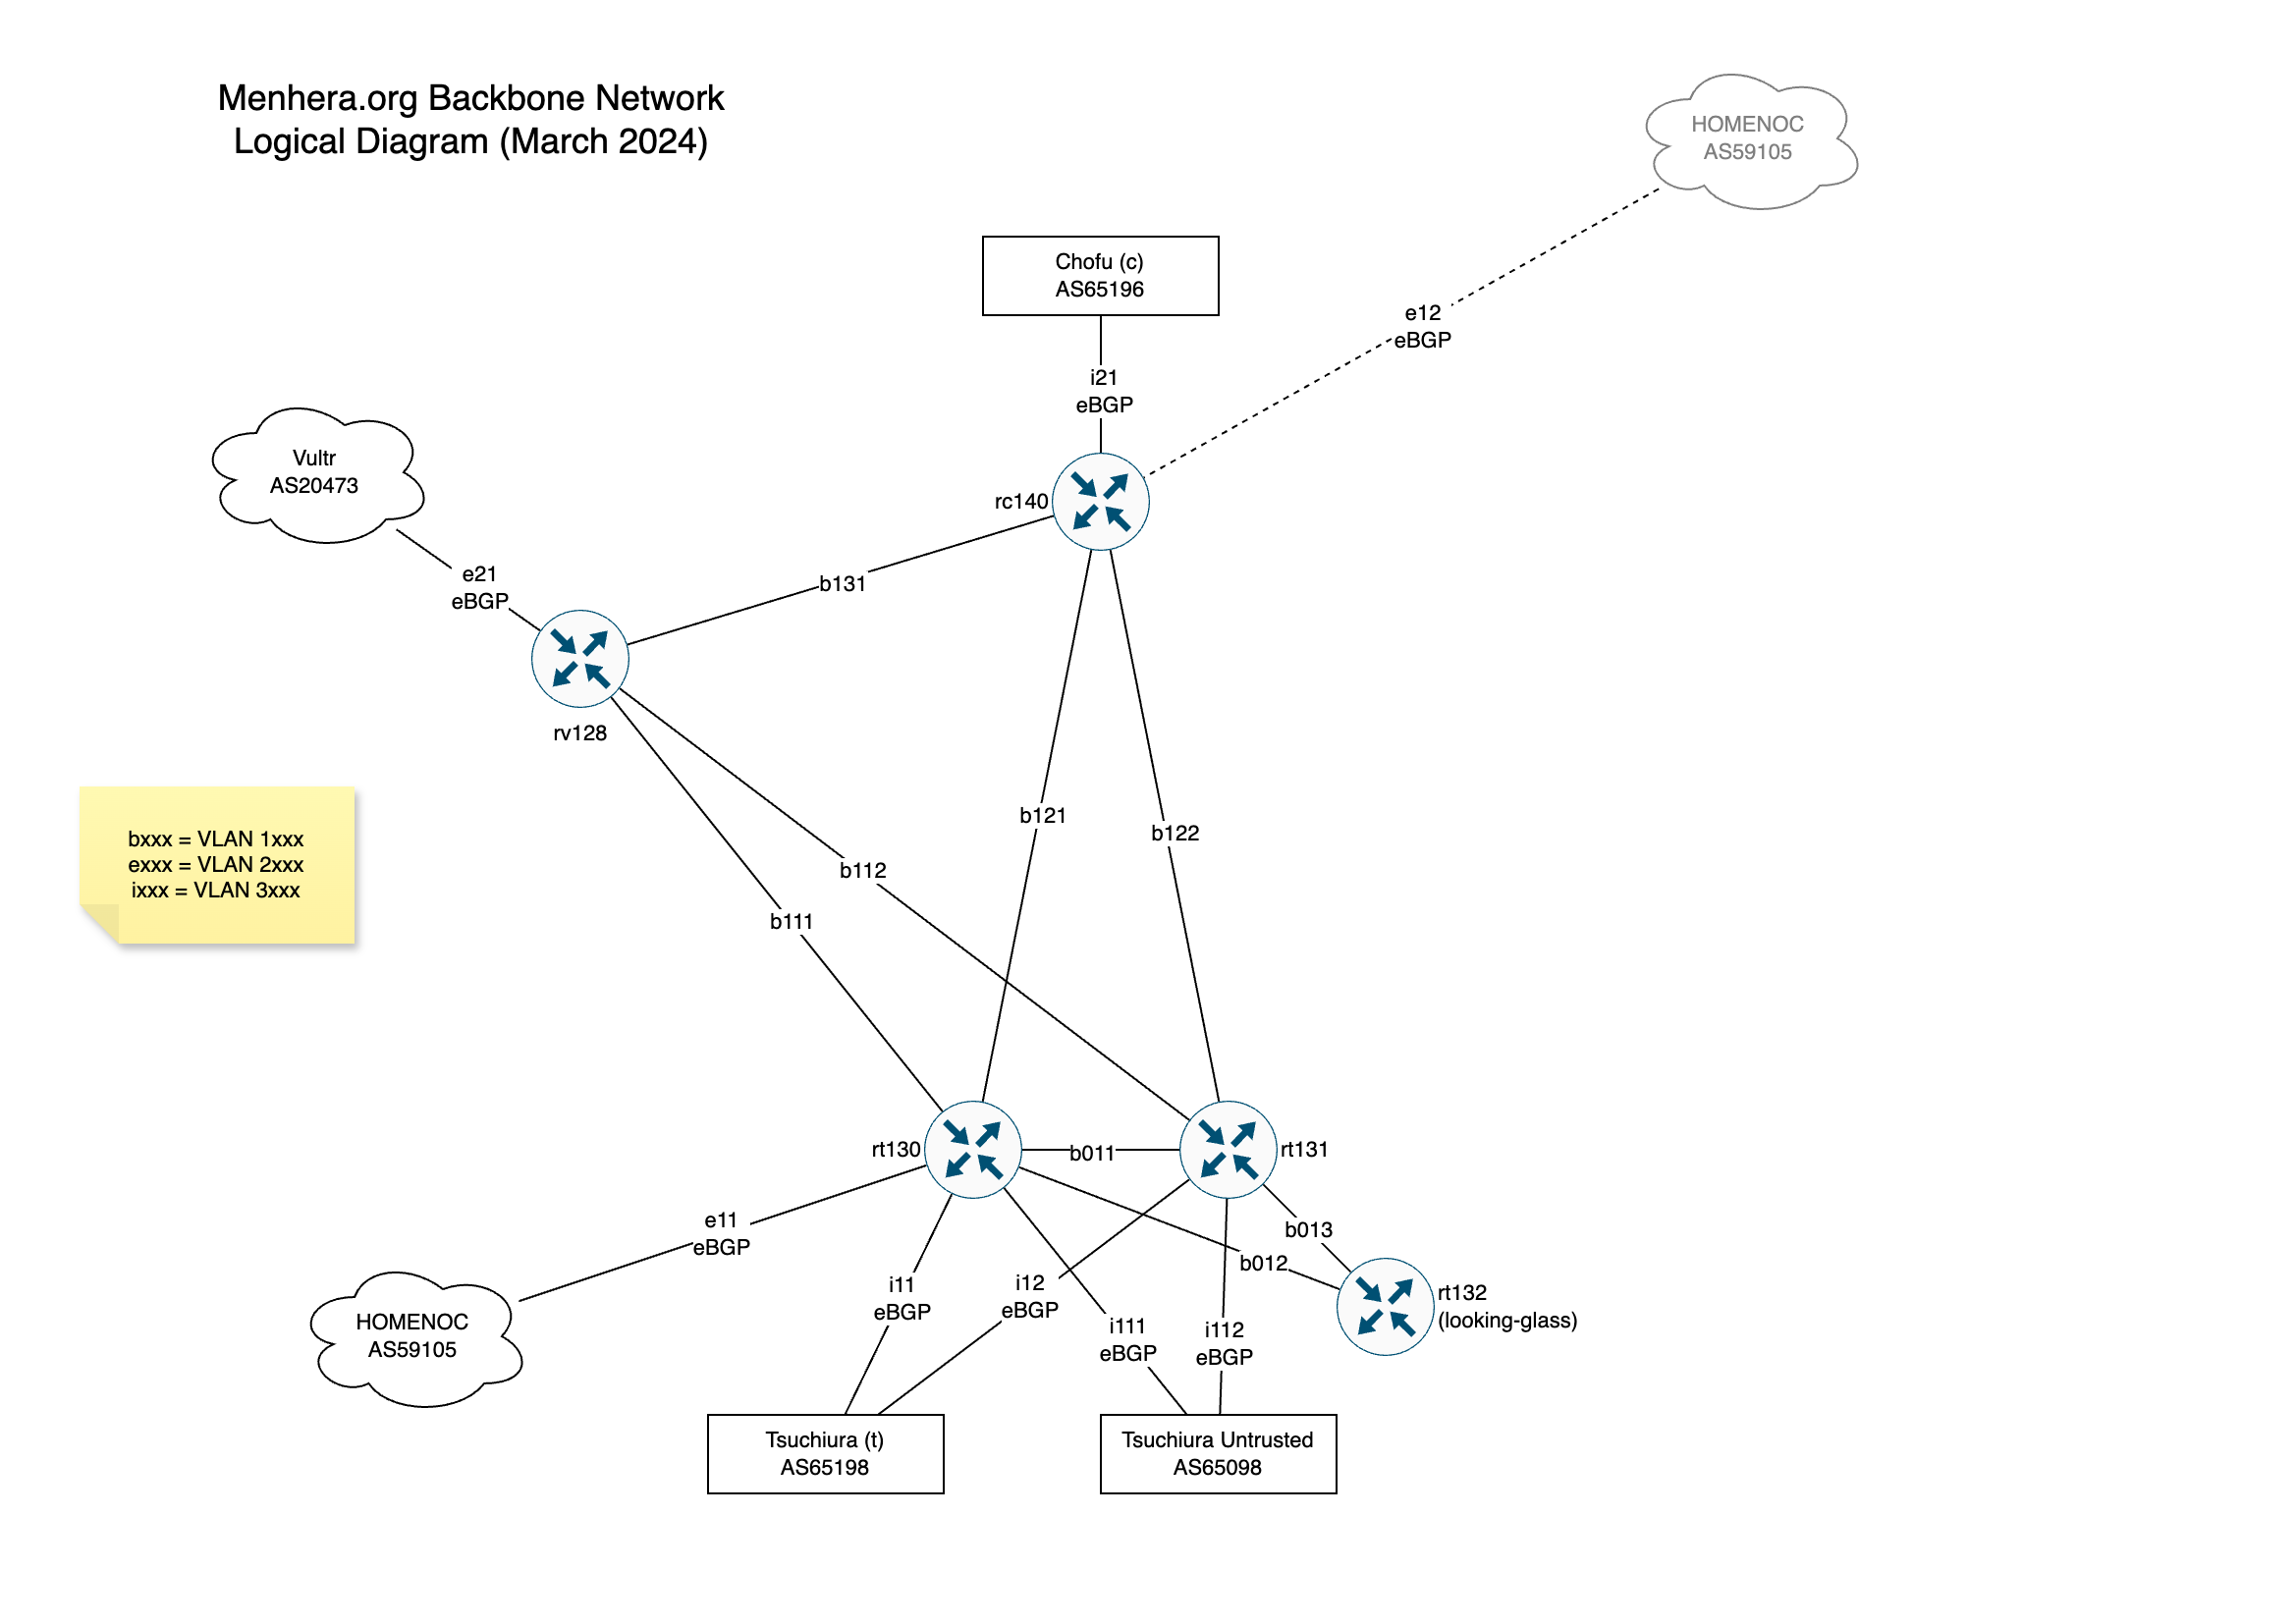 Menhera.org Backbone Network
Logical Diagram (March 2024)
HOMENOC
AS59105
Chofu (c)
AS65196
e12
eBGP
i21
eBGP
Vultr
AS20473
rc140
e21
eBGP
b131
rv128
b121
b122
bxxx = VLAN 1xxx
exxx = VLAN 2xxx
ixxx = VLAN 3xxx
b112
b111
rt130
b011
rt131
e11
eBGP
b013
b012
i11
eBGP
i12
eBGP
rt132
(looking-glass)
HOMENOC
AS59105
i111
eBGP
i112
eBGP
Tsuchiura (t)
AS65198
Tsuchiura Untrusted
AS65098